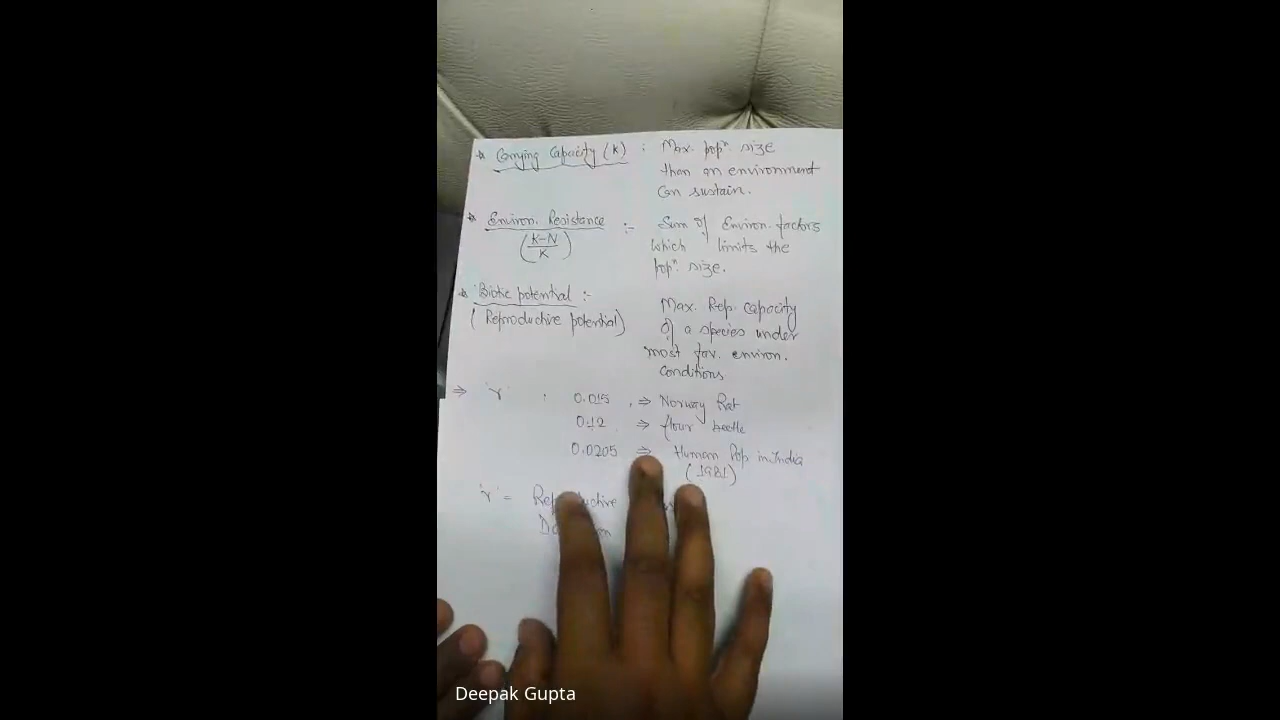 * Carrying Capacity (K) : Max. popⁿ. size
than an environment
Can sustain.
* Environ. Resistance :- Sum of Environ. factors
(K-N/K) which limits the
popⁿ. size.
* Biotic potential :- Max. Rep. capacity
(Reproductive potential) of a species under
most fav. environ.
Conditions
⇒ 'r' : 0.015 ⇒ Norway Rat
0.12 ⇒ flour beetle
0.0205 ⇒ Human Pop in India
(1981)
'r' =
Deepak Gupta